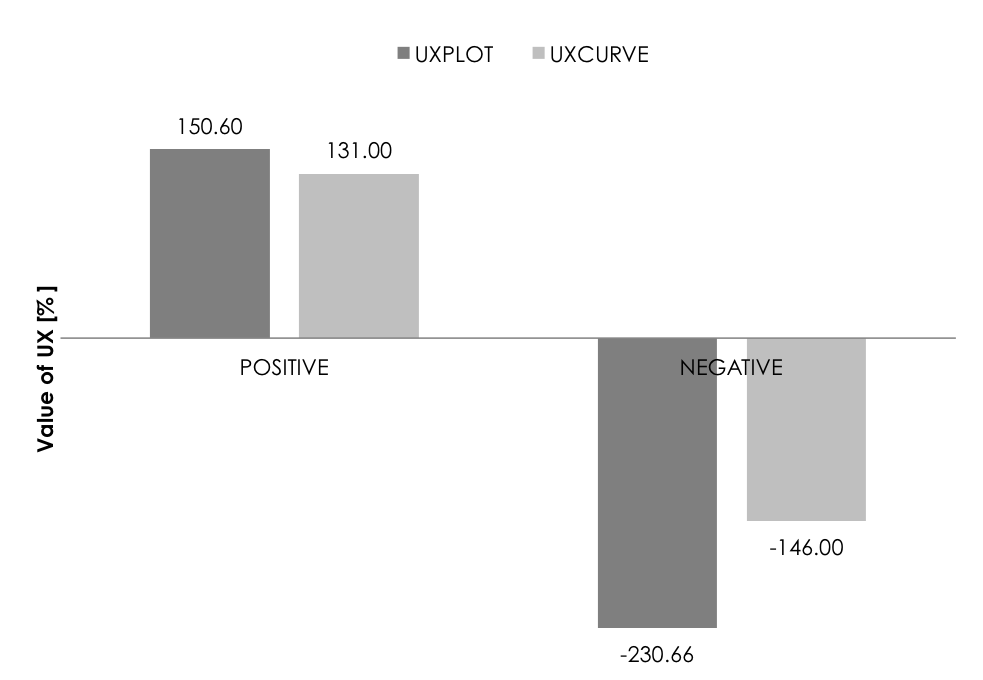 UXPLOT UXCURVE
150.60
131.00
Value of UX [%]
POSITIVE
NEGATIVE
-146.00
-230.66